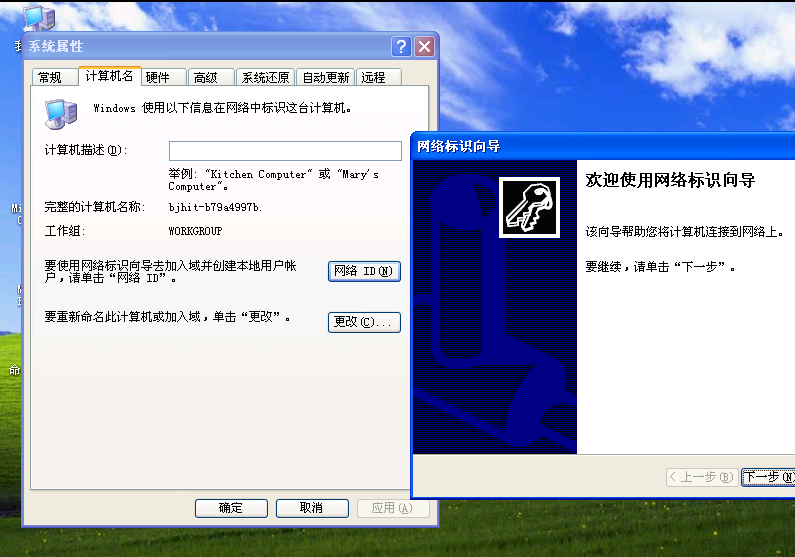 系统属性
常规
计算机名
硬件
高级
系统还原
自动更新
远程
Windows 使用以下信息在网络中标识这台计算机。
计算机描述(D):
举例: "Kitchen Computer" 或 "Mary's
Computer"。
完整的计算机名称:
bjhit-b79a4997b.
工作组:
WORKGROUP
要使用网络标识向导去加入域并创建本地用户帐
户，请单击“网络 ID”。
网络 ID(N)
要重新命名此计算机或加入域，单击“更改”。
更改(C)...
确定
取消
应用(A)
网络标识向导
欢迎使用网络标识向导
该向导帮助您将计算机连接到网络上。
要继续，请单击“下一步”。
< 上一步(B)
下一步(N)
命